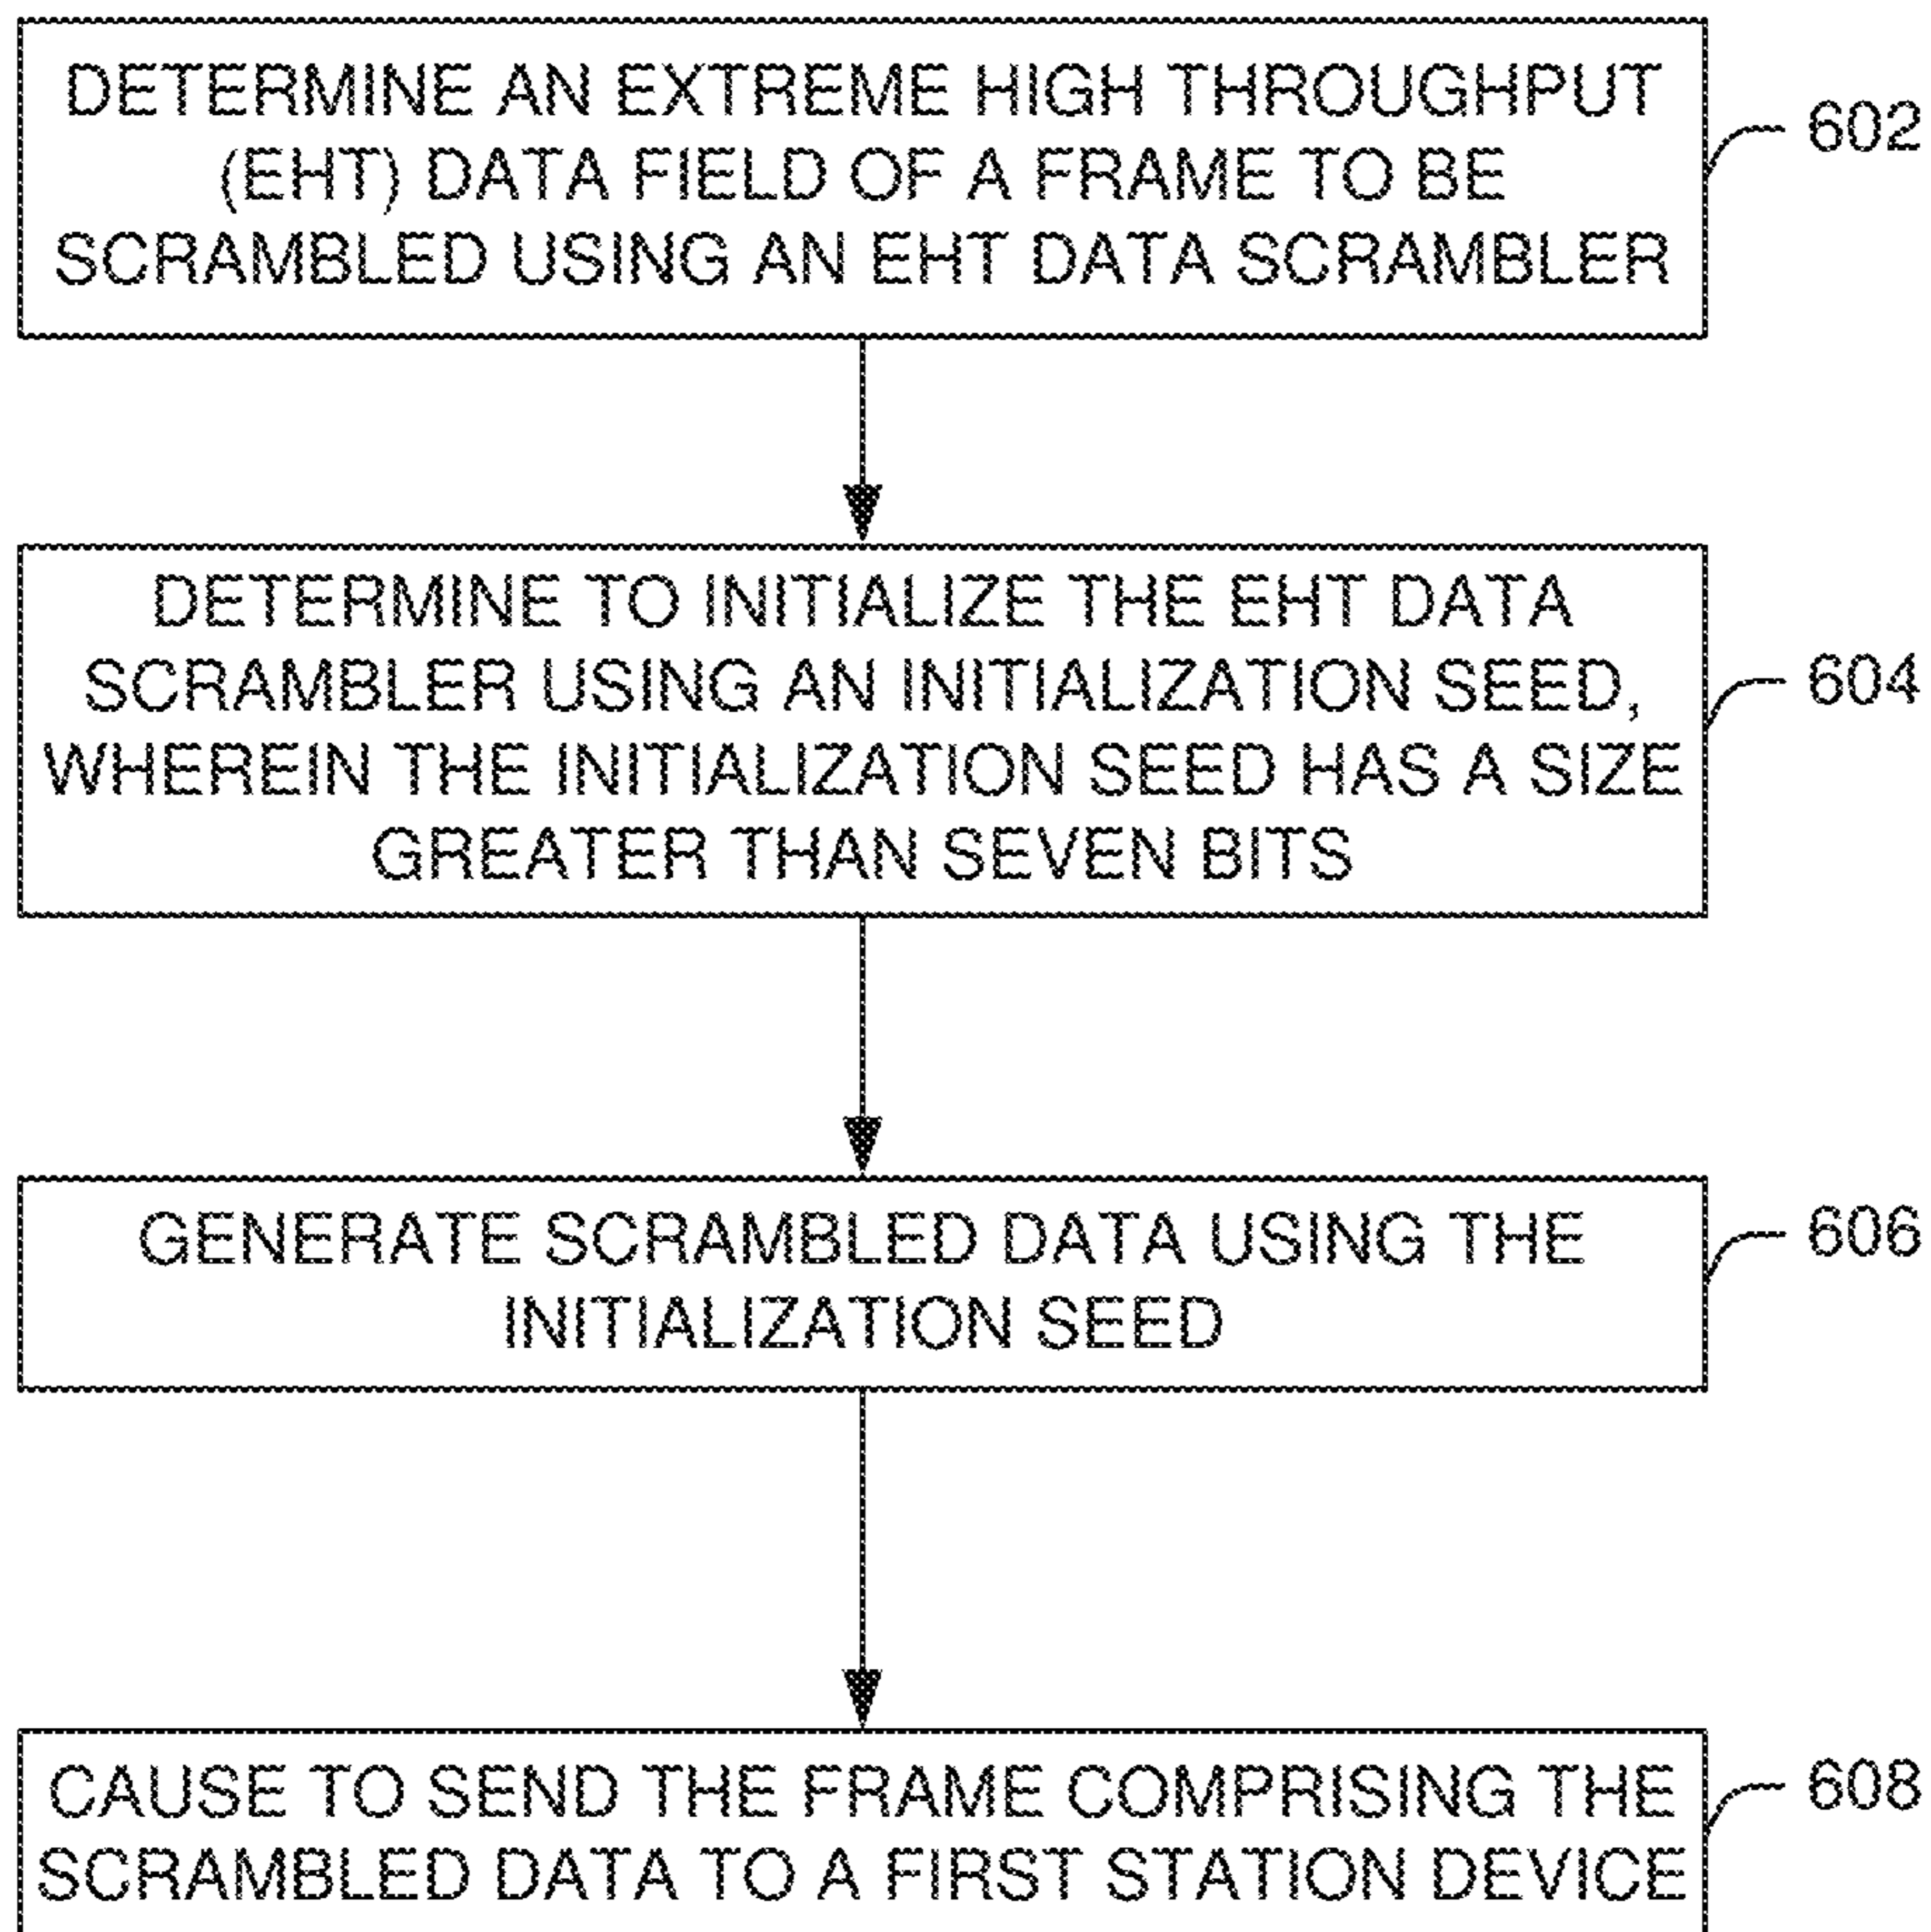 DETERMINE AN EXTREME HIGH THROUGHPUT
(EHT) DATA FIELD OF A FRAME TO BE
SCRAMBLED USING AN EHT DATA SCRAMBLER
602
DETERMINE TO INITIALIZE THE EHT DATA
SCRAMBLER USING AN INITIALIZATION SEED,
WHEREIN THE INITIALIZATION SEED HAS A SIZE
GREATER THAN SEVEN BITS
604
GENERATE SCRAMBLED DATA USING THE
INITIALIZATION SEED
606
CAUSE TO SEND THE FRAME COMPRISING THE
SCRAMBLED DATA TO A FIRST STATION DEVICE
608